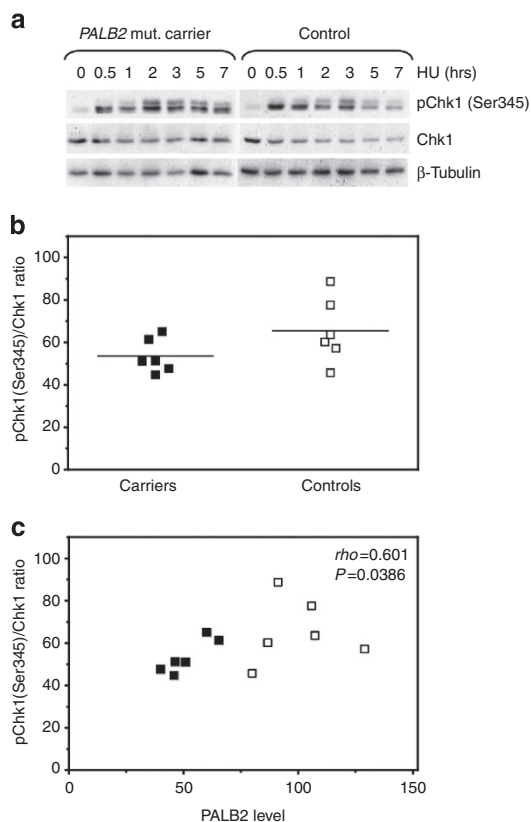 a
PALB2 mut. carrier Control
0 0.5 1 2 3 5 7 0 0.5 1 2 3 5 7 HU (hrs)
pChk1 (Ser345)
Chk1
β-Tubulin
b
pChk1(Ser345)/Chk1 ratio
100
80
60
40
20
0
Carriers Controls
c
pChk1(Ser345)/Chk1 ratio
100
80
60
40
20
0
rho=0.601
P=0.0386
0 50 100 150
PALB2 level